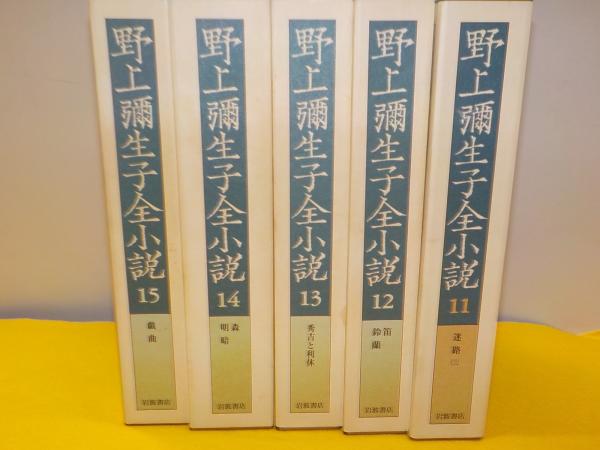 野上彌生子全小説 15
戯曲
岩波書店
野上彌生子全小説 14
森
明暗
岩波書店
野上彌生子全小説 13
秀吉と利休
岩波書店
野上彌生子全小説 12
笛
鈴蘭
岩波書店
野上彌生子全小説 11
迷路
岩波書店